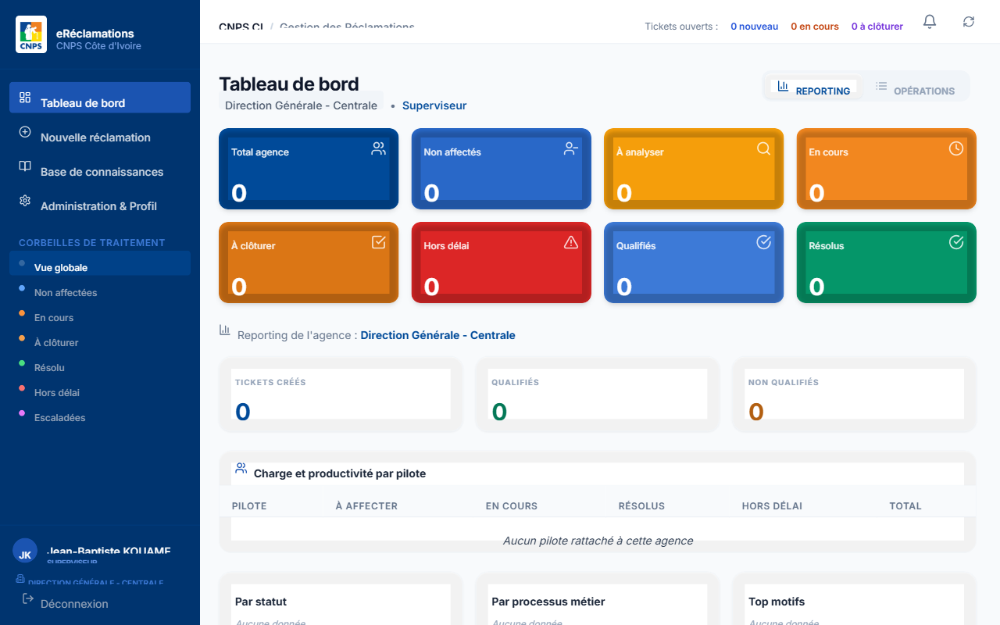 CNPS
eRéclamations
CNPS Côte d'Ivoire
Tableau de bord
Nouvelle réclamation
Base de connaissances
Administration & Profil
CORBEILLES DE TRAITEMENT
Vue globale
Non affectées
En cours
À clôturer
Résolu
Hors délai
Escaladées
JK
Jean-Baptiste KOUAME
SUPERVISEUR
DIRECTION GÉNÉRALE - CENTRALE
Déconnexion
CNPS CI / Gestion des Réclamations
Tickets ouverts : 0 nouveau 0 en cours 0 à clôturer
Tableau de bord
Direction Générale - Centrale • Superviseur
REPORTING OPÉRATIONS
Total agence
0
Non affectés
0
À analyser
0
En cours
0
À clôturer
0
Hors délai
0
Qualifiés
0
Résolus
0
Reporting de l'agence : Direction Générale - Centrale
TICKETS CRÉÉS
0
QUALIFIÉS
0
NON QUALIFIÉS
0
Charge et productivité par pilote
PILOTE À AFFECTER EN COURS RÉSOLUS HORS DÉLAI TOTAL
Aucun pilote rattaché à cette agence
Par statut
Aucune donnée
Par processus métier
Aucune donnée
Top motifs
Aucune donnée